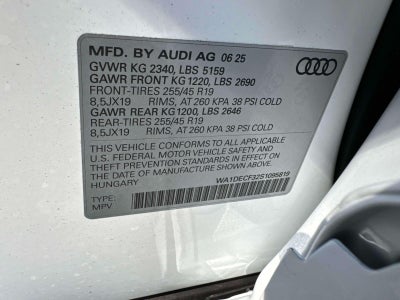 MFD. BY AUDI AG 06 25
GVWR KG 2340, LBS 5159
GAWR FRONT KG 1220, LBS 2690
FRONT-TIRES 255/45 R19
8,5JX19 RIMS, AT 260 KPA 38 PSI COLD
GAWR REAR KG1200, LBS 2646
REAR-TIRES 255/45 R19
8,5JX19 RIMS, AT 260 KPA 38 PSI COLD
THIS VEHICLE CONFORMS TO ALL APPLICABLE
U.S. FEDERAL MOTOR VEHICLE SAFETY AND
THEFT PREVENTION STANDARDS IN EFFECT ON
THE DATE OF MANUFACTURE SHOWN ABOVE.
HUNGARY
WA1DECF32S1095819
TYPE:
MPV